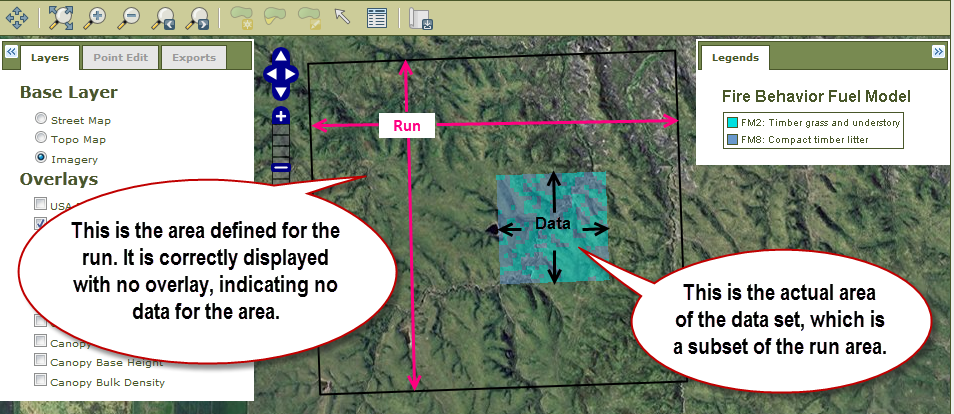 Layers
Point Edit
Exports
Base Layer
Street Map
Topo Map
Imagery
Overlays
USA
Canopy
Canopy Base Height
Canopy Bulk Density
This is the area defined for the
run. It is correctly displayed
with no overlay, indicating no
data for the area.
Run
Data
This is the actual area
of the data set, which is
a subset of the run area.
Legends
Fire Behavior Fuel Model
FM2: Timber grass and understory
FM8: Compact timber litter